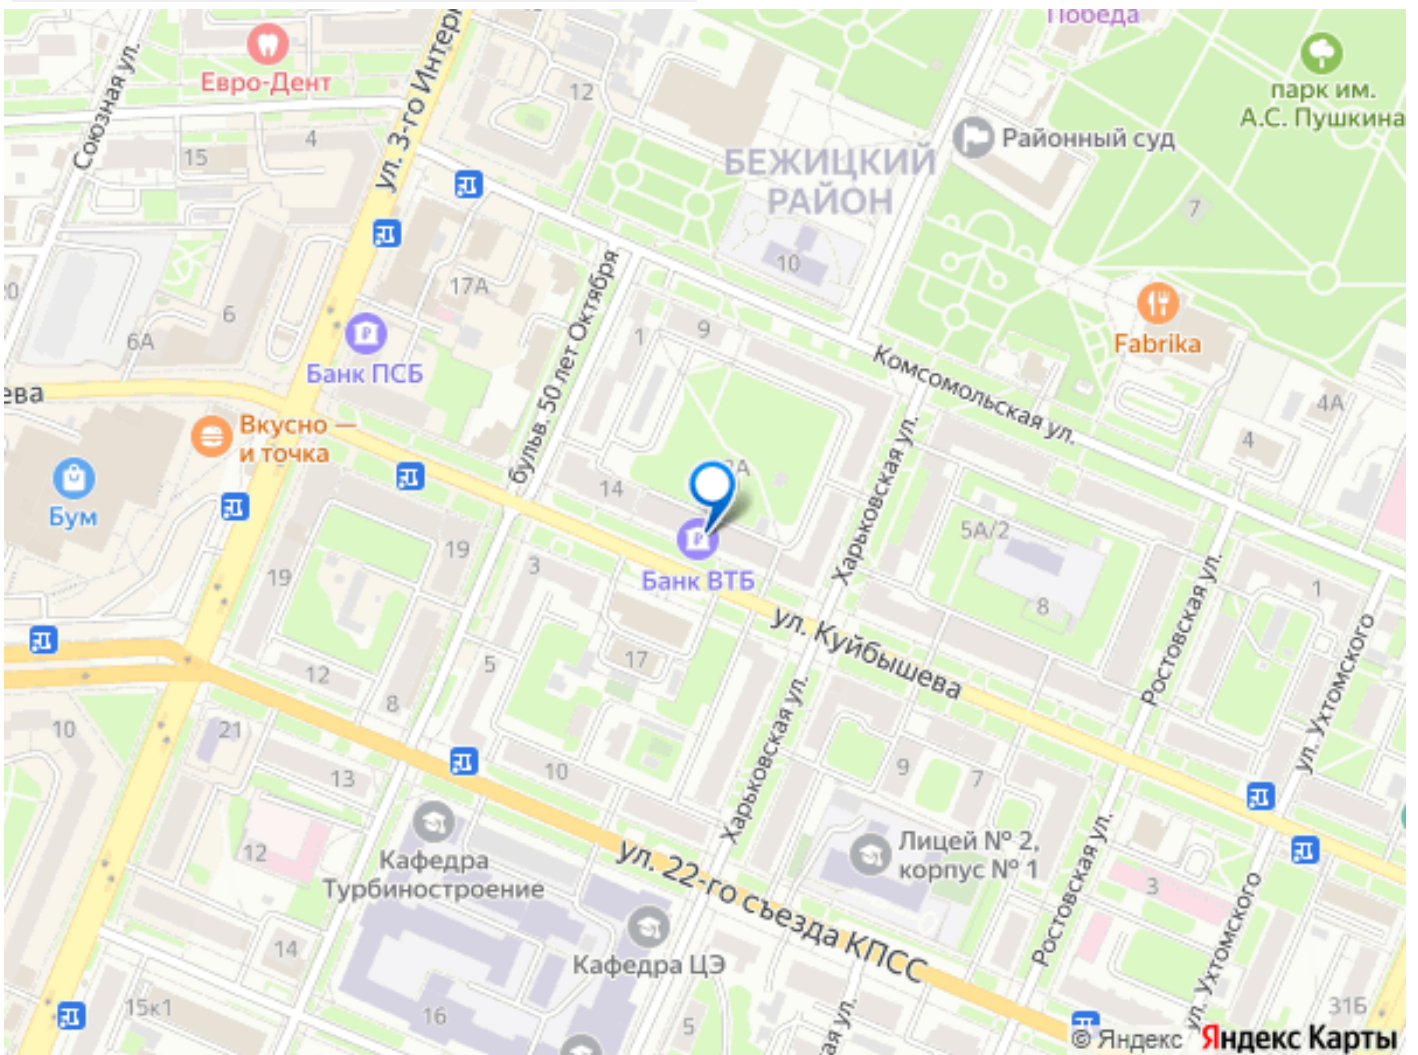 Победа
Евро-Дент
Союзная ул.
ул. 3-го Интерн
12
4
15
парк им.
А.С. Пушкина
Районный суд
БЕЖИЦКИЙ
РАЙОН
7
10
17А
20
6
6А
бульв. 50 лет Октября
1
9
Банк ПСБ
Fabrika
Комсомольская ул.
4А
4
ева
Вкусно —
и точка
Бум
14
Харьковская ул.
5А/2
19
19
3
Банк ВТБ
8
1
ул. Куйбышева
Ростовская ул.
ул. Ухтомского
17
5
12
8
10
21
13
10
9
7
Харьковская ул.
Кафедра
Турбиностроение
12
Лицей № 2,
корпус № 1
ул. 22-го съезда КПСС
3
Ростовская ул.
ул. Ухтомского
14
Кафедра ЦЭ
15к1
16
5
ая ул.
31Б
© Яндекс Яндекс Карты